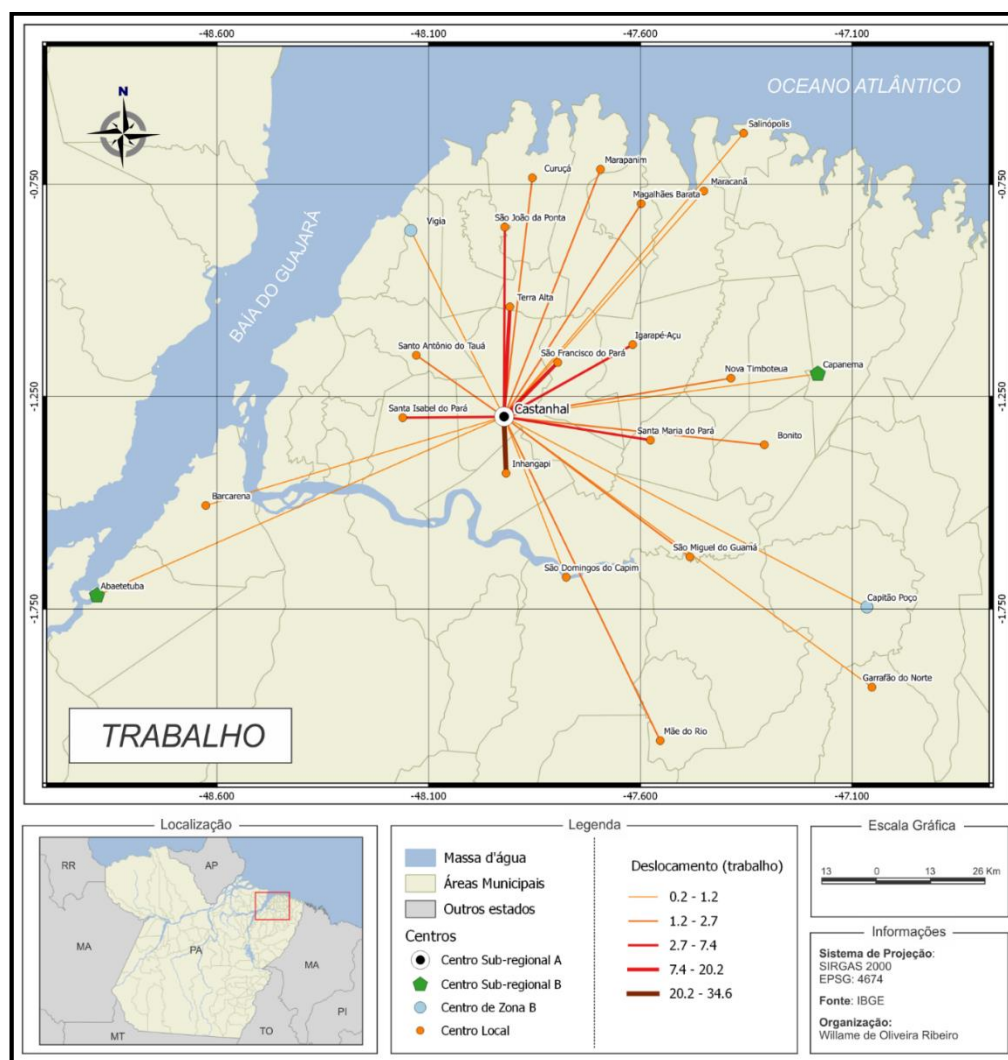 -48.600
-48.100
-47.600
-47.100
OCEANO ATLÂNTICO
N
Salinópolis
Marapanim
Curuçá
-0.750
-0.750
Maracanã
Magalhães Barata
São João da Ponta
Vigia
BAÍA DO GUAJARÁ
Terra Alta
Igarapé-Açu
Santo Antônio do Tauá
São Francisco do Pará
Nova Timboteua
Capanema
-1.250
-1.250
Castanhal
Santa Isabel do Pará
Santa Maria do Pará
Bonito
Inhangapi
Barcarena
São Miguel do Guamá
São Domingos do Capim
Abaetetuba
Capitão Poço
-1.750
-1.750
Garrafão do Norte
TRABALHO
Mãe do Rio
-48.600
-48.100
-47.600
-47.100
Localização
RR
AP
MA
PA
MA
PI
MT
TO
Legenda
Massa d'água
Áreas Municipais
Outros estados
Centros
Centro Sub-regional A
Centro Sub-regional B
Centro de Zona B
Centro Local
Deslocamento (trabalho)
0.2 - 1.2
1.2 - 2.7
2.7 - 7.4
7.4 - 20.2
20.2 - 34.6
Escala Gráfica
13 0 13 26 Km
Informações
Sistema de Projeção:
SIRGAS 2000
EPSG: 4674
Fonte: IBGE
Organização:
Willame de Oliveira Ribeiro